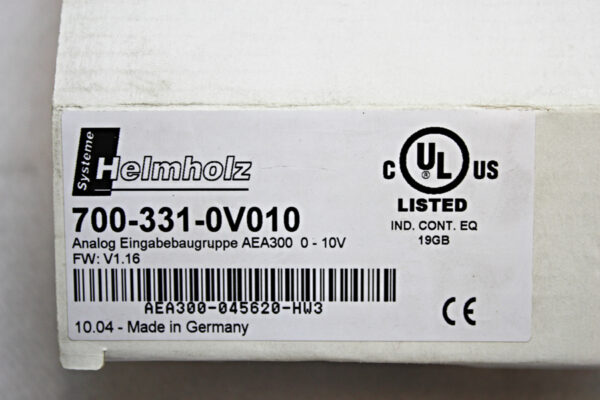 Systeme
Helmholz
700-331-0V010
Analog Eingabebaugruppe AEA300 0 - 10V
FW: V1.16
AEA300-045620-HW3
10.04 - Made in Germany
C UL US
®
LISTED
IND. CONT. EQ
19GB
CE